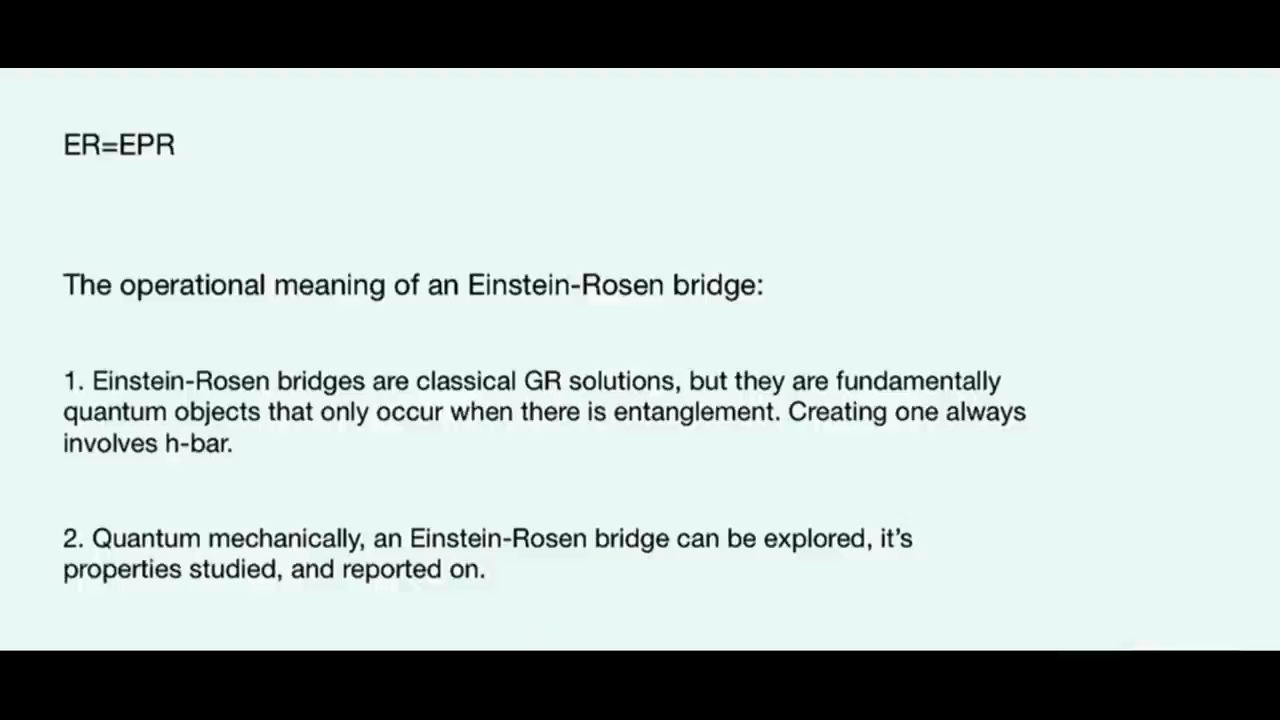 ER=EPR
The operational meaning of an Einstein-Rosen bridge:
1. Einstein-Rosen bridges are classical GR solutions, but they are fundamentally
quantum objects that only occur when there is entanglement. Creating one always
involves h-bar.
2. Quantum mechanically, an Einstein-Rosen bridge can be explored, it's
properties studied, and reported on.